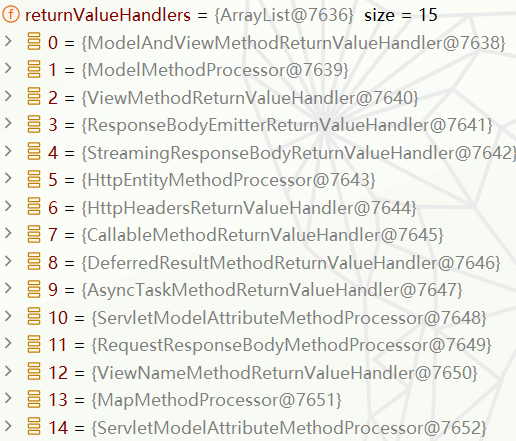 f returnValueHandlers = {ArrayList@7636} size = 15
0 = {ModelAndViewMethodReturnValueHandler@7638}
1 = {ModelMethodProcessor@7639}
2 = {ViewMethodReturnValueHandler@7640}
3 = {ResponseBodyEmitterReturnValueHandler@7641}
4 = {StreamingResponseBodyReturnValueHandler@7642}
5 = {HttpEntityMethodProcessor@7643}
6 = {HttpHeadersReturnValueHandler@7644}
7 = {CallableMethodReturnValueHandler@7645}
8 = {DeferredResultMethodReturnValueHandler@7646}
9 = {AsyncTaskMethodReturnValueHandler@7647}
10 = {ServletModelAttributeMethodProcessor@7648}
11 = {RequestResponseBodyMethodProcessor@7649}
12 = {ViewNameMethodReturnValueHandler@7650}
13 = {MapMethodProcessor@7651}
14 = {ServletModelAttributeMethodProcessor@7652}